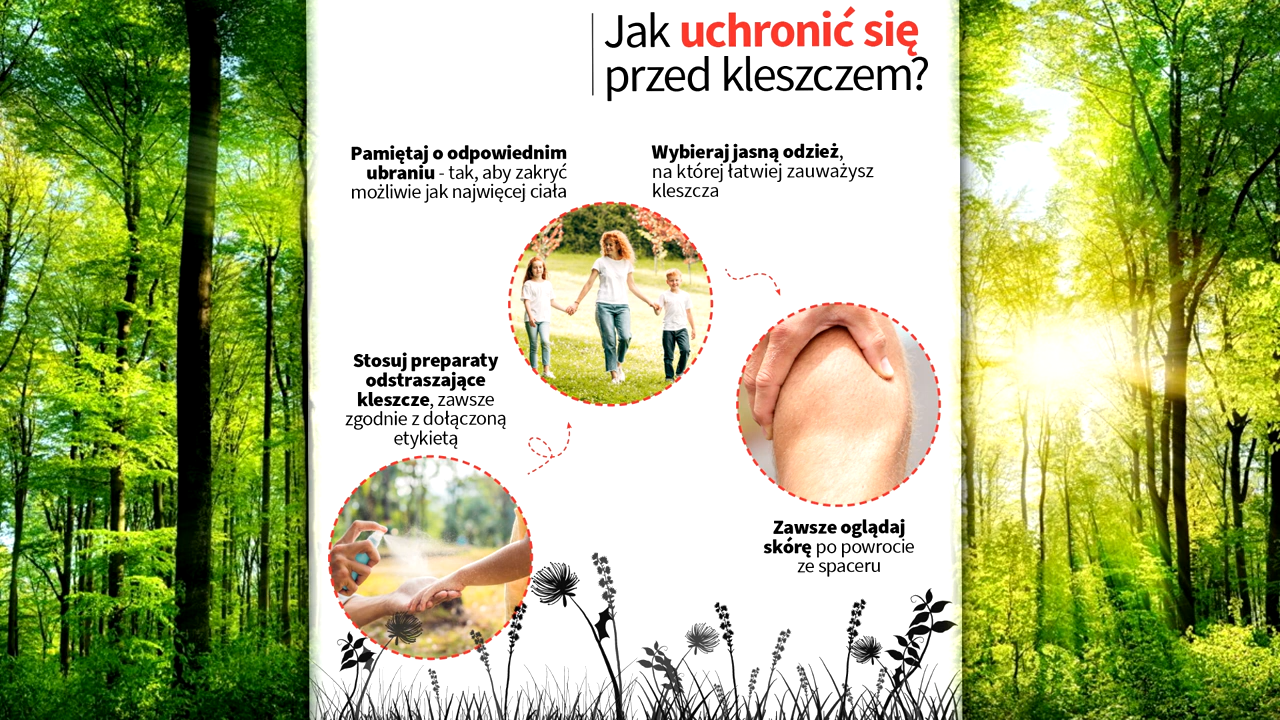 Jak uchronić się
przed kleszczem?
Pamiętaj o odpowiednim
ubraniu - tak, aby zakryć
możliwie jak najwięcej ciała
Wybieraj jasną odzież,
na której łatwiej zauważysz
kleszcza
Stosuj preparaty
odstraszające
kleszcze, zawsze
zgodnie z dołączoną
etykietą
Zawsze oglądaj
skórę po powrocie
ze spaceru